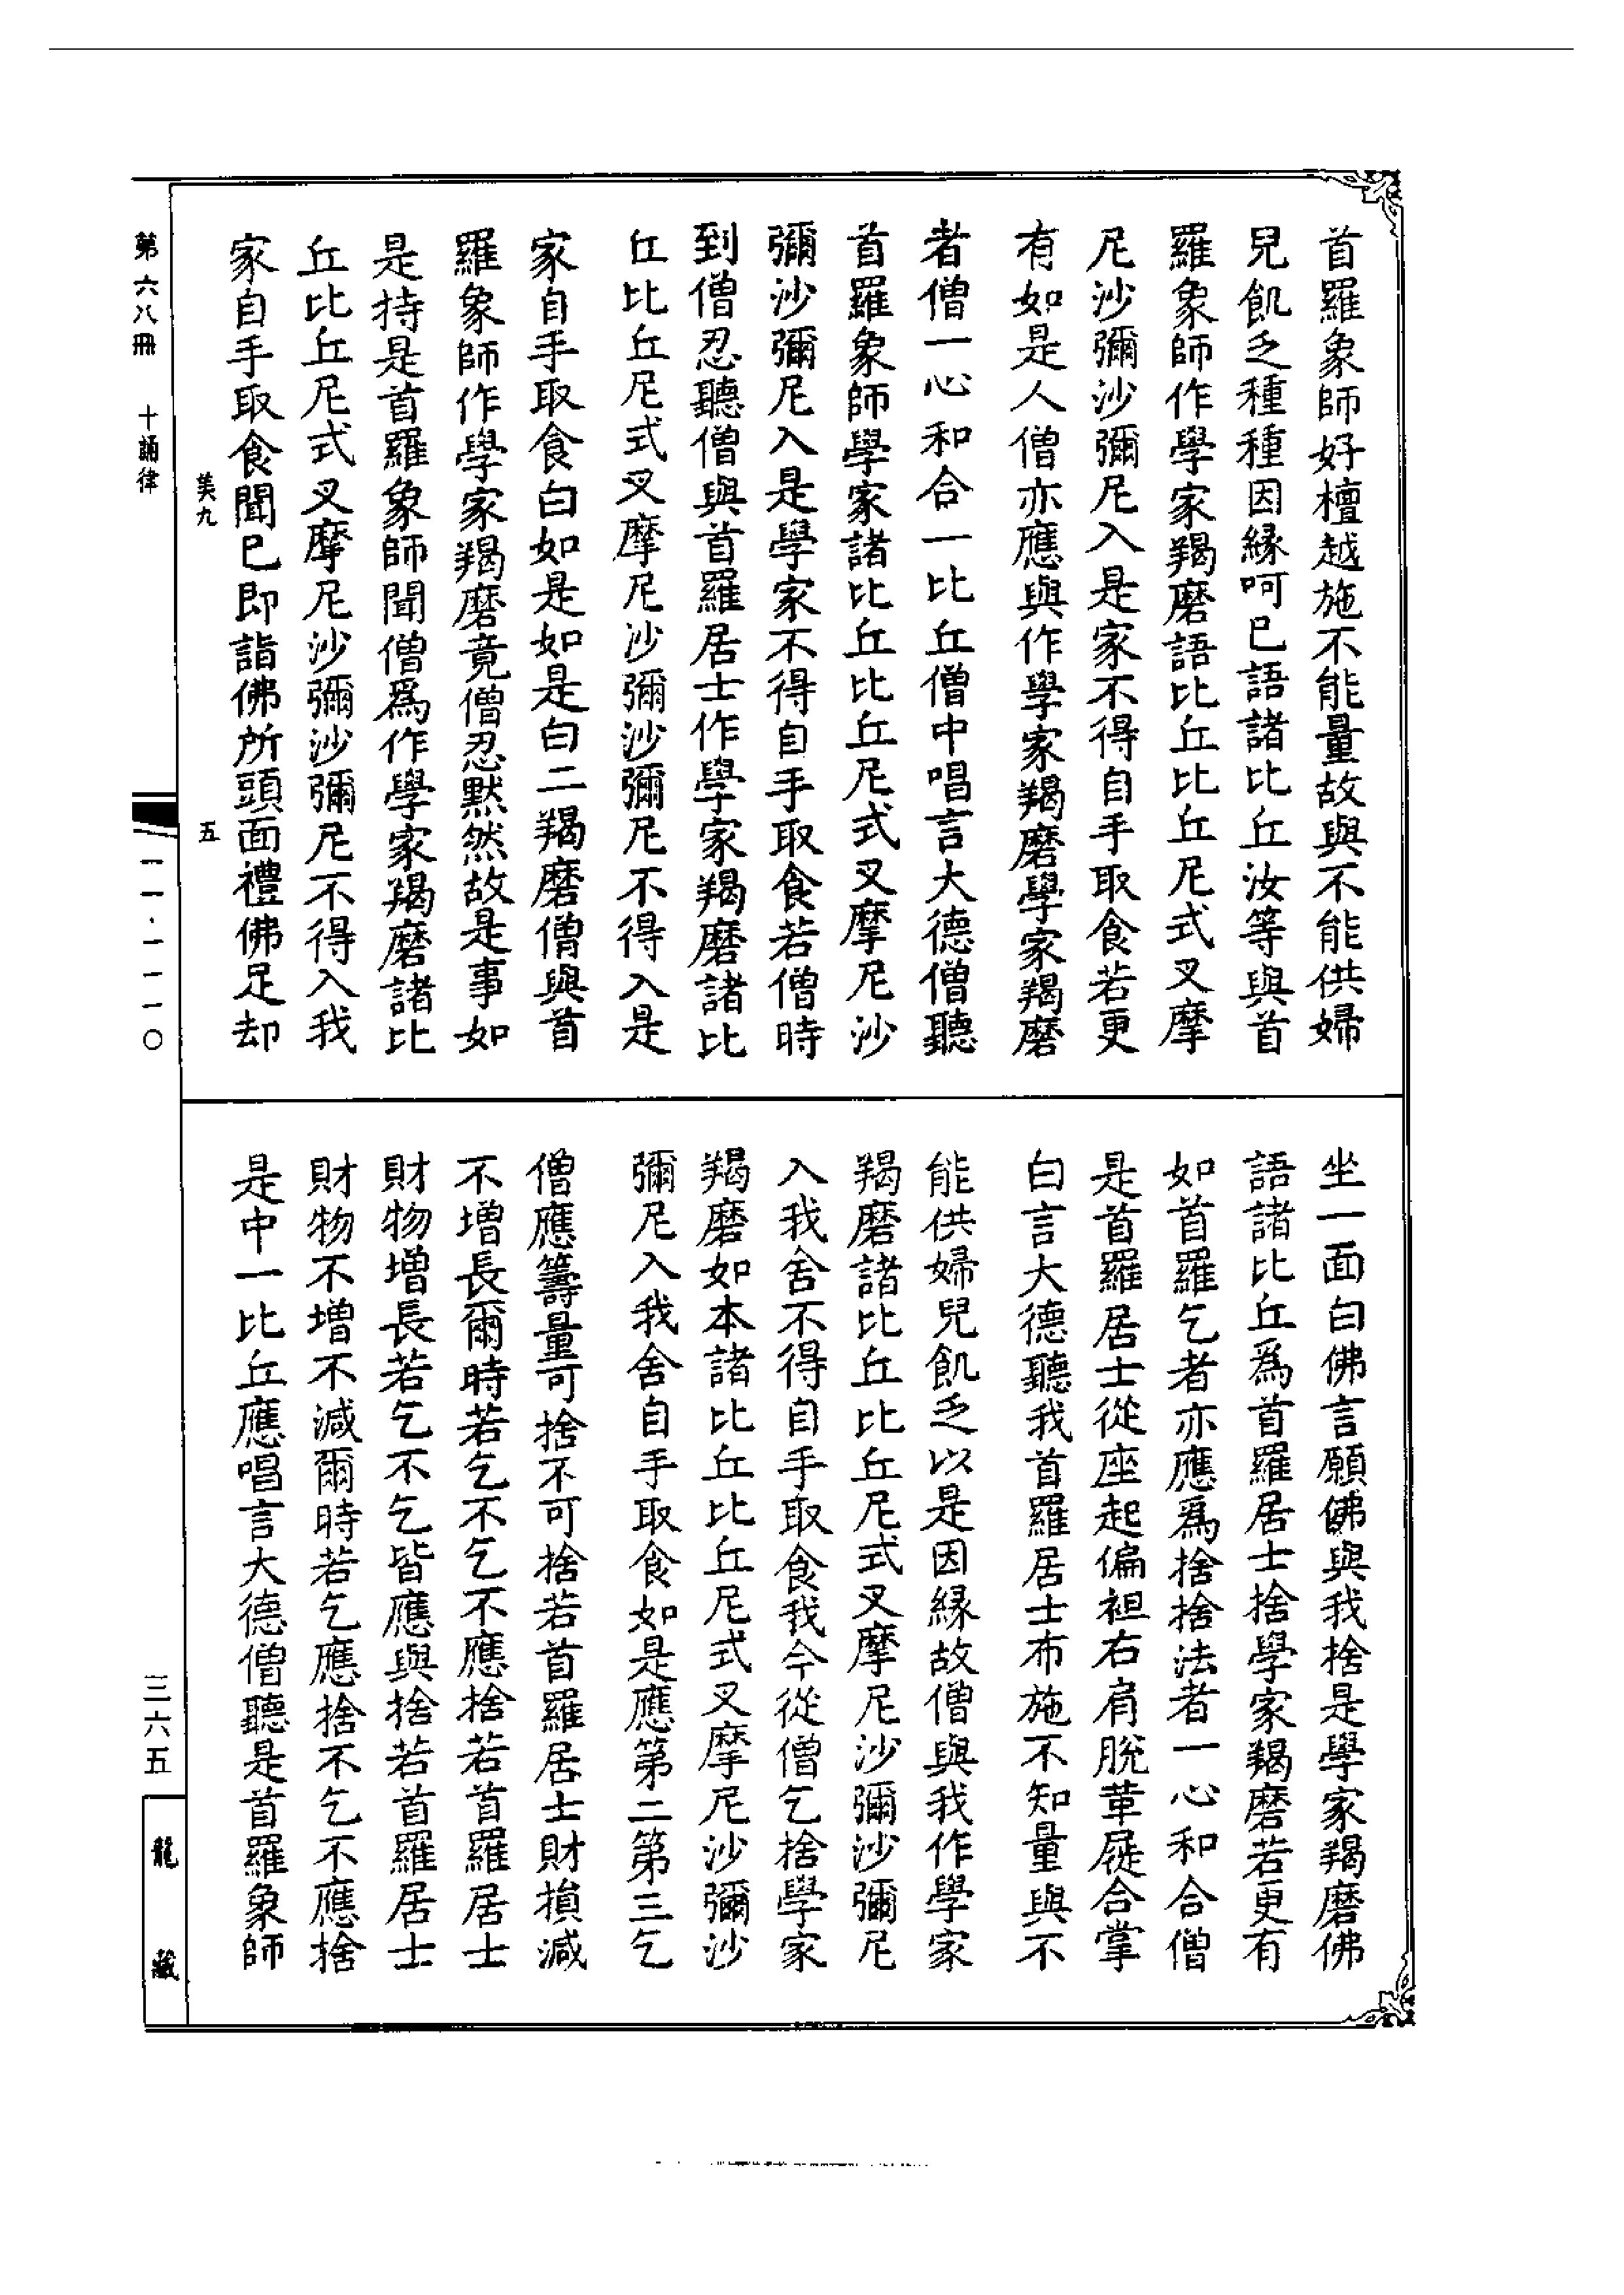 首羅象師好檀越施不能量故與不能供婦
兒飢乏種種因緣呵已語諸比丘汝等與首
羅象師作學家羯磨語比丘比丘尼式叉摩
尼沙彌沙彌尼入是家不得自手取食若更
有如是人僧亦應與作學家羯磨學家羯磨
者僧一心和合一比丘僧中唱言大德僧聽
首羅象師學家諸比丘比丘尼式叉摩尼沙
彌沙彌尼入是學家不得自手取食若僧時
到僧忍聽僧與首羅居士作學家羯磨諸比
丘比丘尼式叉摩尼沙彌沙彌尼不得入是
家自手取食白如是如是白二羯磨僧與首
羅象師作學家羯磨竟僧忍默然故是事如
是持是首羅象師聞僧爲作學家羯磨諸比
丘比丘尼式叉摩尼沙彌沙彌尼不得入我
家自手取食聞已即詣佛所頭面禮佛足却
坐一面白佛言願佛與我捨是學家羯磨佛
語諸比丘爲首羅居士捨學家羯磨若更有
如首羅乞者亦應爲捨捨法者一心和合僧
是首羅居士從座起偏袒右肩脫革屣合掌
白言大德聽我首羅居士布施不知量與不
能供婦兒飢乏以是因緣故僧與我作學家
羯磨諸比丘比丘尼式叉摩尼沙彌沙彌尼
入我舍不得自手取食我今從僧乞捨學家
羯磨如本諸比丘比丘尼式叉摩尼沙彌沙
彌尼入我舍自手取食如是應第二第三乞
僧應籌量可捨不可捨若首羅居士財損減
不增長爾時若乞不乞不應捨若首羅居士
財物增長若乞不乞皆應與捨若首羅居士
財物不增不減爾時若乞應捨不乞不應捨
是中一比丘應唱言大德僧聽是首羅象師
美九 五
第六八冊 十誦律
一一·一一一〇
三六五
龍藏